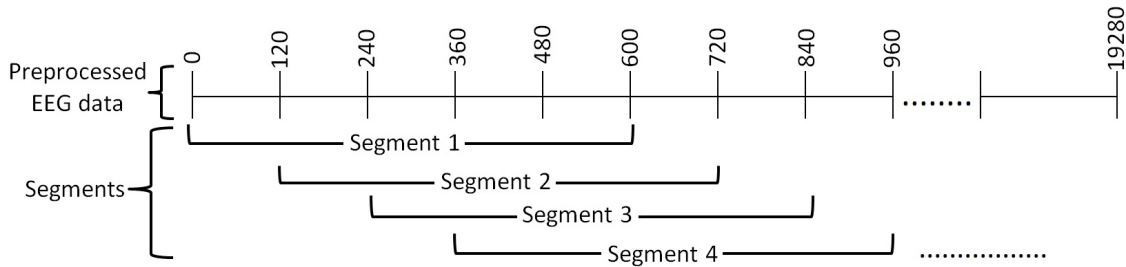 0 120 240 360 480 600 720 840 960 19280
Preprocessed
EEG data
Segment 1
Segment 2
Segments
Segment 3
Segment 4